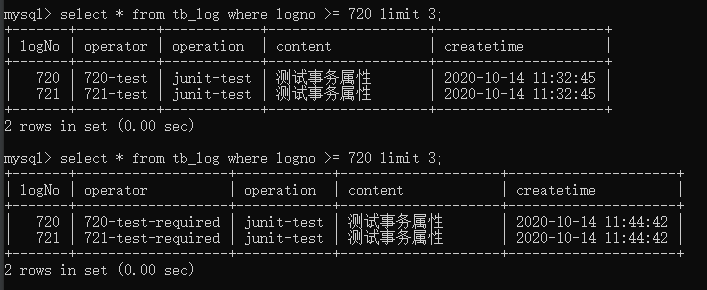 mysql> select * from tb_log where logno >= 720 limit 3;
+-------+----------+------------+--------------------+---------------------+
| logNo | operator | operation | content | createtime |
+-------+----------+------------+--------------------+---------------------+
| 720 | 720-test | junit-test | 测试事务属性 | 2020-10-14 11:32:45 |
| 721 | 721-test | junit-test | 测试事务属性 | 2020-10-14 11:32:45 |
+-------+----------+------------+--------------------+---------------------+
2 rows in set (0.00 sec)
mysql> select * from tb_log where logno >= 720 limit 3;
+-------+-------------------+------------+--------------------+---------------------+
| logNo | operator | operation | content | createtime |
+-------+-------------------+------------+--------------------+---------------------+
| 720 | 720-test-required | junit-test | 测试事务属性 | 2020-10-14 11:44:42 |
| 721 | 721-test-required | junit-test | 测试事务属性 | 2020-10-14 11:44:42 |
+-------+-------------------+------------+--------------------+---------------------+
2 rows in set (0.00 sec)